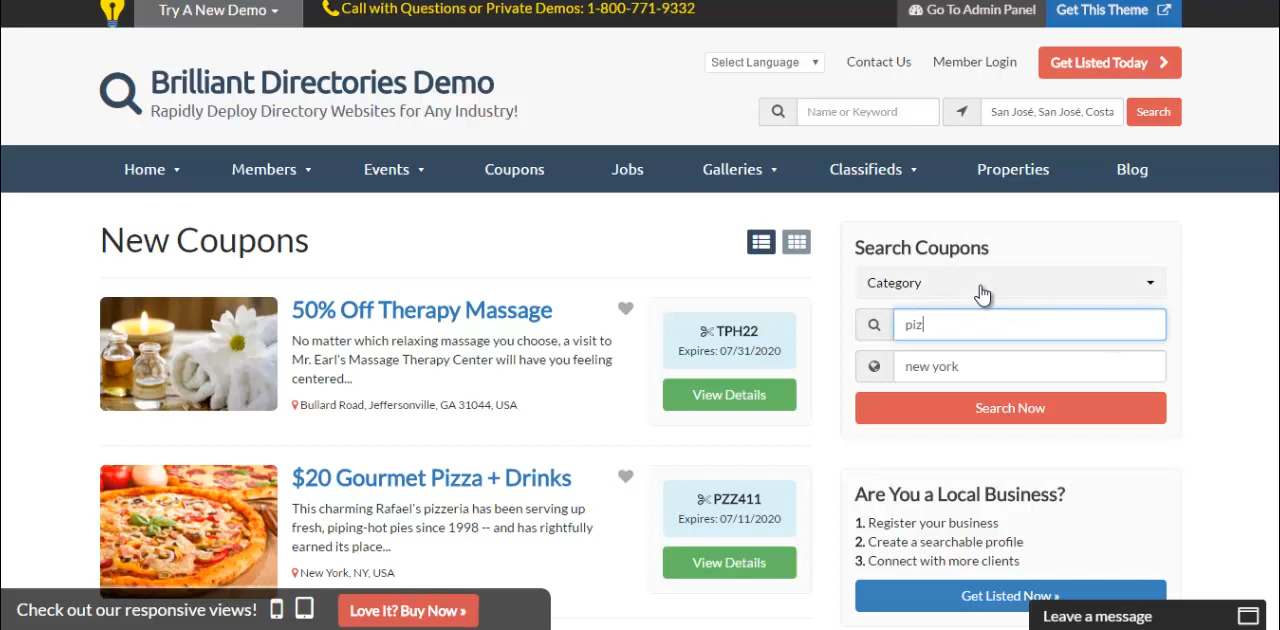 Try A New Demo
Call with Questions or Private Demos: 1-800-771-9332
Go To Admin Panel
Get This Theme
Select Language
Contact Us
Member Login
Get Listed Today
Brilliant Directories Demo
Rapidly Deploy Directory Websites for Any Industry!
Name or Keyword
San José, San José, Costa
Search
Home
Members
Events
Coupons
Jobs
Galleries
Classifieds
Properties
Blog
New Coupons
50% Off Therapy Massage
No matter which relaxing massage you choose, a visit to
Mr. Earl's Massage Therapy Center will have you feeling
centered...
Bullard Road, Jeffersonville, GA 31044, USA
TPH22
Expires: 07/31/2020
View Details
$20 Gourmet Pizza + Drinks
This charming Rafael's pizzeria has been serving up
fresh, piping-hot pies since 1998 -- and has rightfully
earned its place...
New York, NY, USA
PZZ411
Expires: 07/11/2020
View Details
Search Coupons
Category
piz
new york
Search Now
Are You a Local Business?
1. Register your business
2. Create a searchable profile
3. Connect with more clients
Get Listed Now »
Check out our responsive views!
Love It? Buy Now »
Leave a message